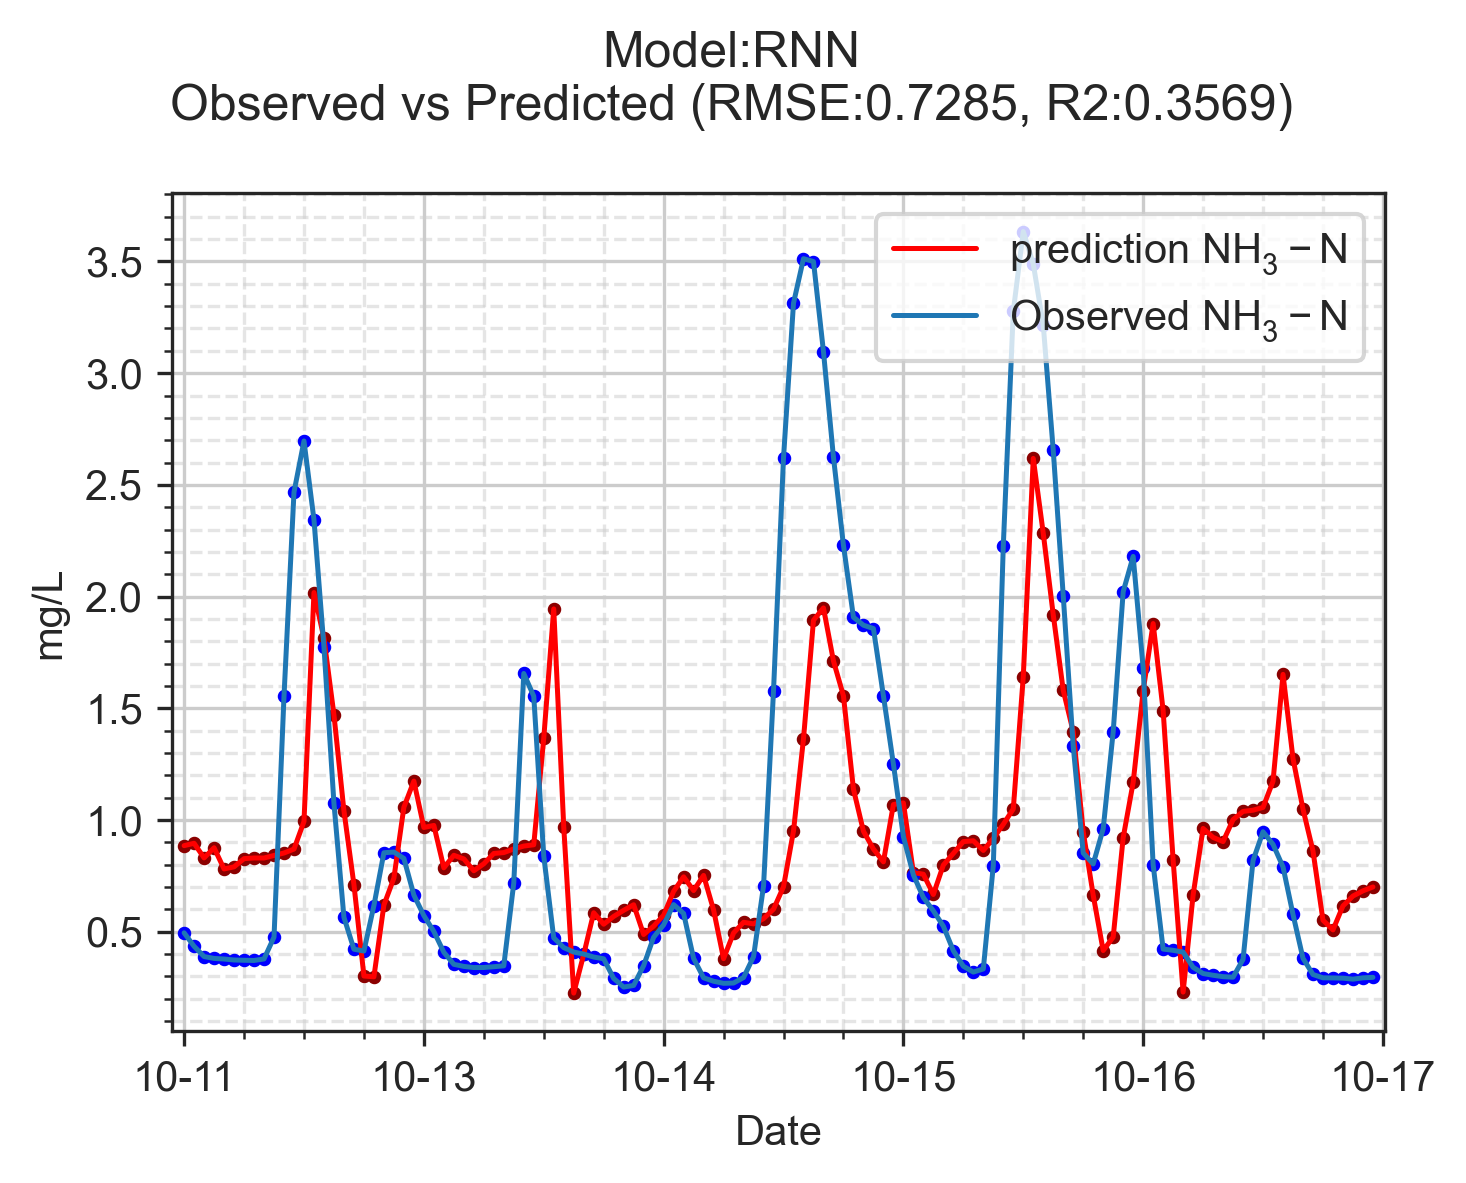 Model:RNN
Observed vs Predicted (RMSE:0.7285, R2:0.3569)
prediction NH₃ − N
Observed NH₃ − N
3.5
3.0
2.5
2.0
1.5
1.0
0.5
mg/L
10-11 10-13 10-14 10-15 10-16 10-17
Date